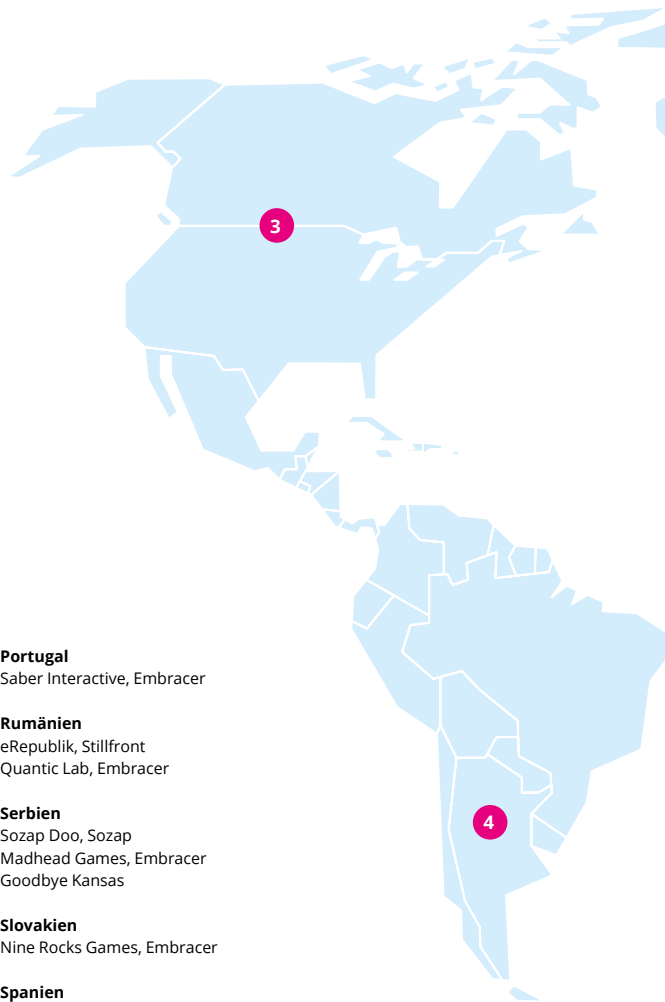 3
4
Portugal
Saber Interactive, Embracer
Rumänien
eRepublik, Stillfront
Quantic Lab, Embracer
Serbien
Sozap Doo, Sozap
Madhead Games, Embracer
Goodbye Kansas
Slovakien
Nine Rocks Games, Embracer
Spanien